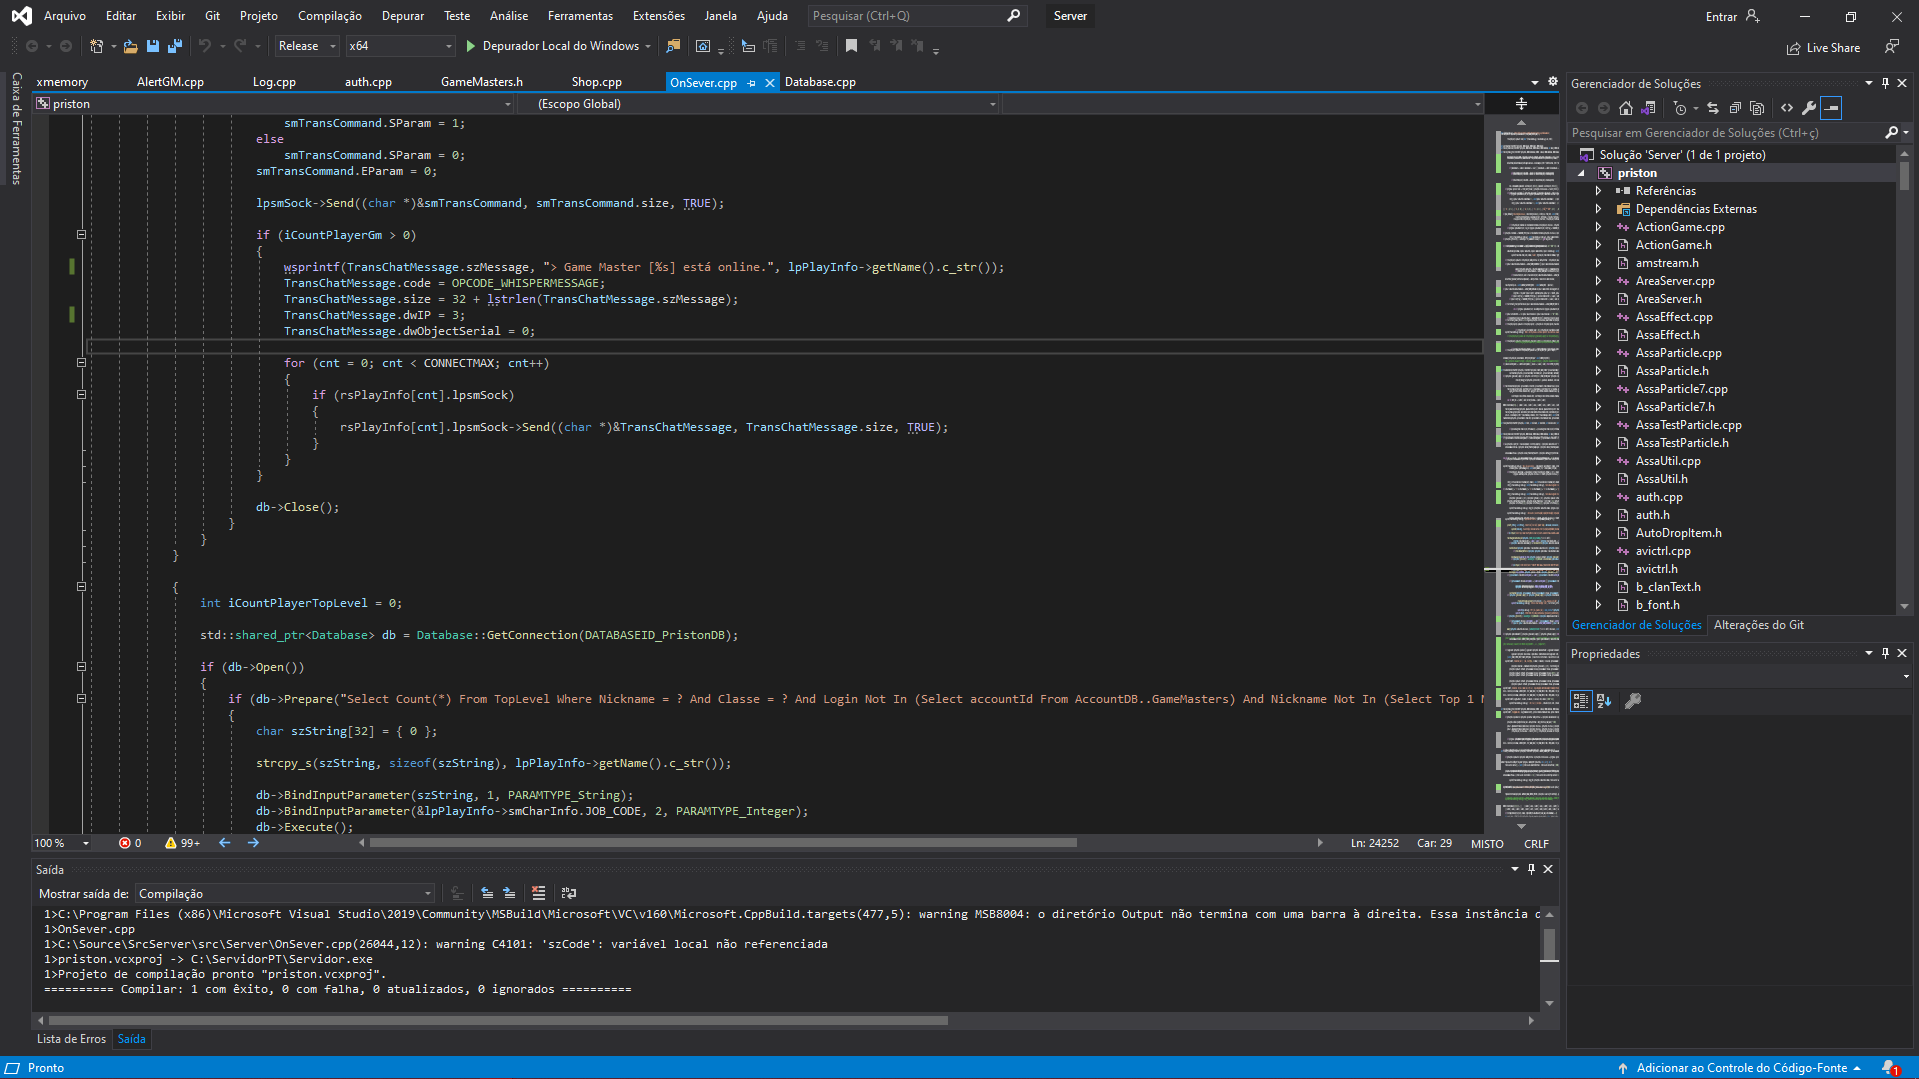 Arquivo Editar Exibir Git Projeto Compilação Depurar Teste Análise Ferramentas Extensões Janela Ajuda Pesquisar (Ctrl+Q) Server Entrar
Release x64 Depurador Local do Windows Live Share
Caixa de Ferramentas
xmemory AlertGM.cpp Log.cpp auth.cpp GameMasters.h Shop.cpp OnSever.cpp Database.cpp
priston (Escopo Global)
smTransCommand.SParam = 1;
else
smTransCommand.SParam = 0;
smTransCommand.EParam = 0;
lpsmSock->Send((char *)&smTransCommand, smTransCommand.size, TRUE);
if (iCountPlayerGm > 0)
{
wsprintf(TransChatMessage.szMessage, "> Game Master [%s] está online.", lpPlayInfo->getName().c_str());
TransChatMessage.code = OPCODE_WHISPERMESSAGE;
TransChatMessage.size = 32 + lstrlen(TransChatMessage.szMessage);
TransChatMessage.dwIP = 3;
TransChatMessage.dwObjectSerial = 0;
for (cnt = 0; cnt < CONNECTMAX; cnt++)
{
if (rsPlayInfo[cnt].lpsmSock)
{
rsPlayInfo[cnt].lpsmSock->Send((char *)&TransChatMessage, TransChatMessage.size, TRUE);
}
}
}
db->Close();
}
}
}
{
int iCountPlayerTopLevel = 0;
std::shared_ptr<Database> db = Database::GetConnection(DATABASEID_PristonDB);
if (db->Open())
{
if (db->Prepare("Select Count(*) From TopLevel Where Nickname = ? And Classe = ? And Login Not In (Select accountId From AccountDB..GameMasters) And Nickname Not In (Select Top 1
{
char szString[32] = { 0 };
strcpy_s(szString, sizeof(szString), lpPlayInfo->getName().c_str());
db->BindInputParameter(szString, 1, PARAMTYPE_String);
db->BindInputParameter(&lpPlayInfo->smCharInfo.JOB_CODE, 2, PARAMTYPE_Integer);
db->Execute();
100 % 0 99+ Ln: 24252 Car: 29 MISTO CRLF
Saída
Mostrar saída de: Compilação
1>C:\Program Files (x86)\Microsoft Visual Studio\2019\Community\MSBuild\Microsoft\VC\v160\Microsoft.CppBuild.targets(477,5): warning MSB8004: o diretório Output não termina com uma barra à direita. Essa instância
1>OnSever.cpp
1>C:\Source\SrcServer\src\Server\OnSever.cpp(26044,12): warning C4101: 'szCode': variável local não referenciada
1>priston.vcxproj -> C:\ServidorPT\Servidor.exe
1>Projeto de compilação pronto "priston.vcxproj".
========== Compilar: 1 com êxito, 0 com falha, 0 atualizados, 0 ignorados ==========
Lista de Erros Saída
Gerenciador de Soluções
Pesquisar em Gerenciador de Soluções (Ctrl+ç)
Solução 'Server' (1 de 1 projeto)
priston
Referências
Dependências Externas
ActionGame.cpp
ActionGame.h
amstream.h
AreaServer.cpp
AreaServer.h
AssaEffect.cpp
AssaEffect.h
AssaParticle.cpp
AssaParticle.h
AssaParticle7.cpp
AssaParticle7.h
AssaTestParticle.cpp
AssaTestParticle.h
AssaUtil.cpp
AssaUtil.h
auth.cpp
auth.h
AutoDropItem.h
avictrl.cpp
avictrl.h
b_clanText.h
b_font.h
Gerenciador de Soluções Alterações do Git
Propriedades
Pronto Adicionar ao Controle do Código-Fonte 1